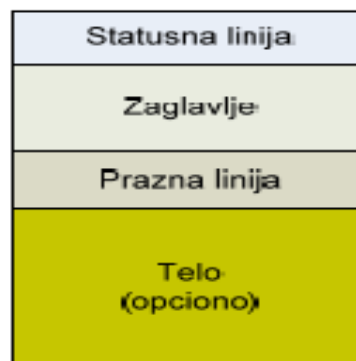 Statusna linija
Zaglavlje
Prazna linija
Telo
(opciono)